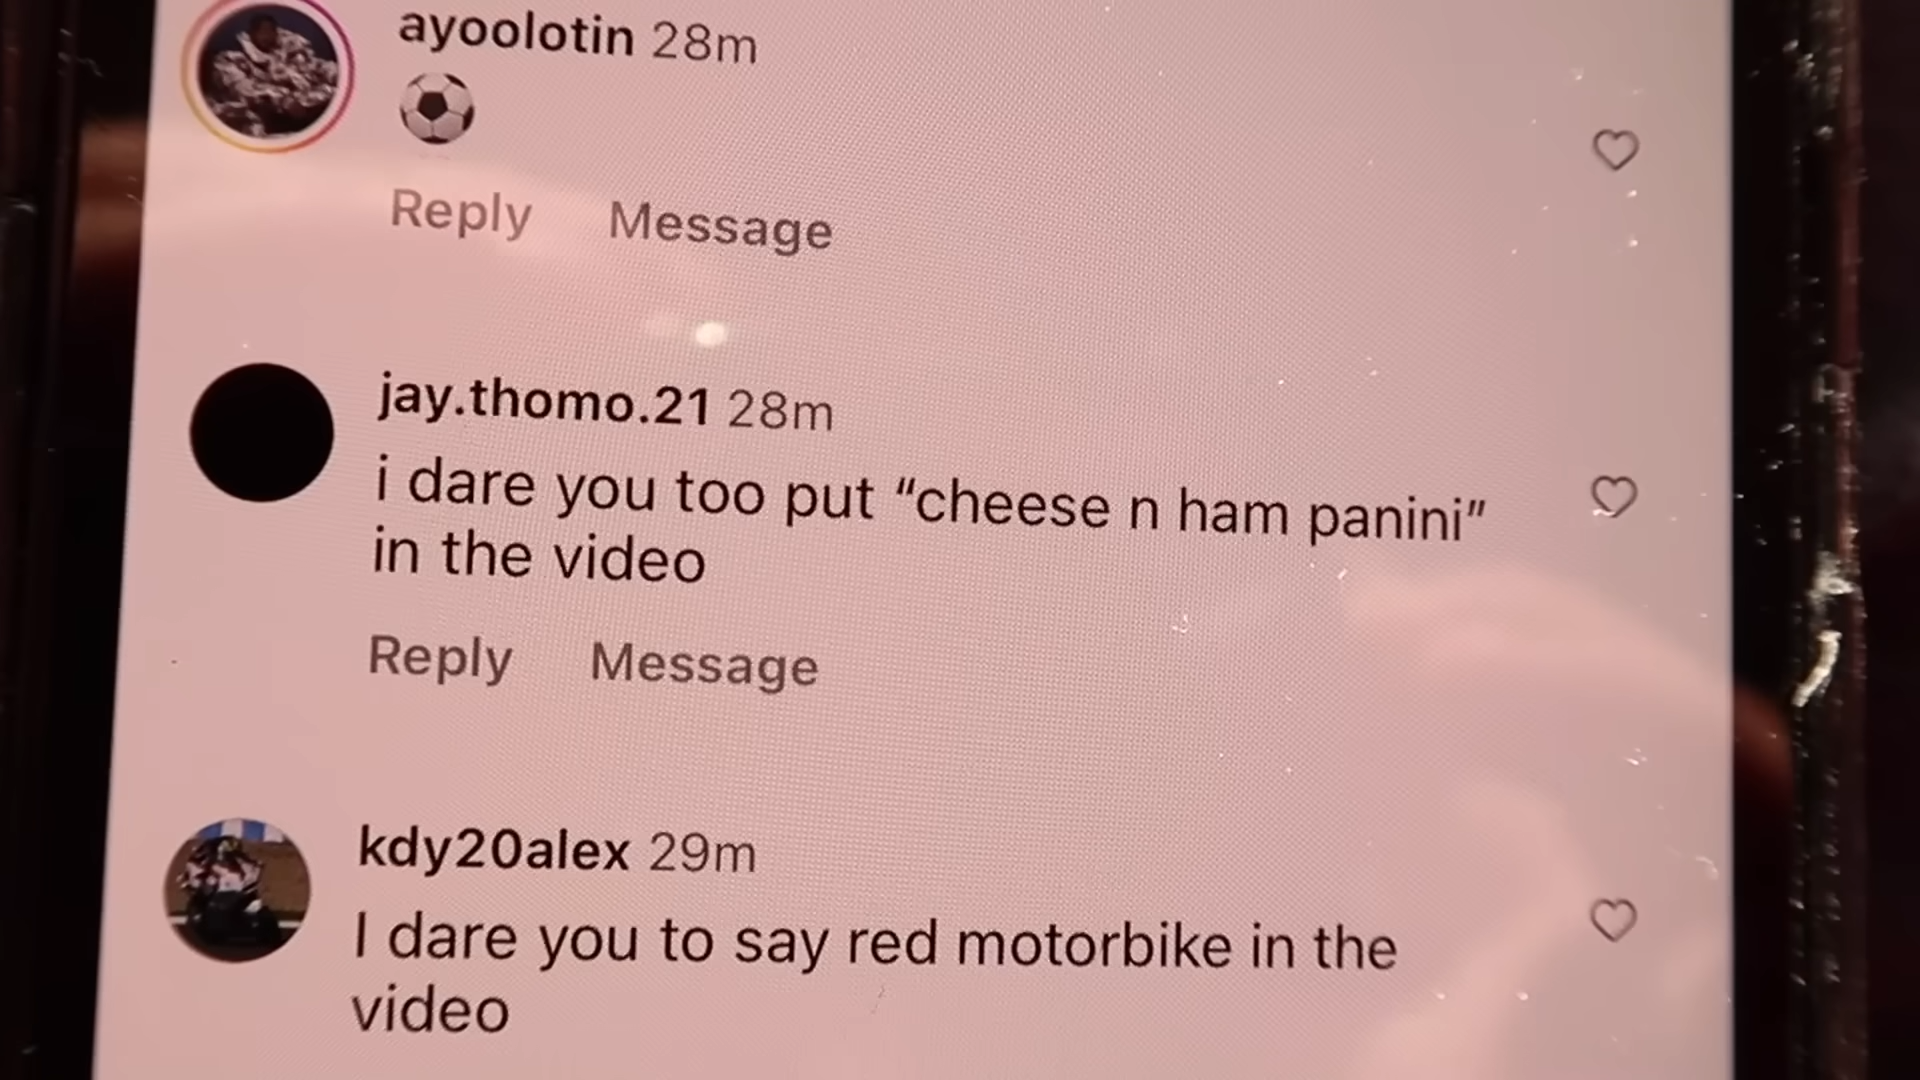 ayoolotin 28m
⚽
Reply Message
jay.thomo.21 28m
i dare you too put “cheese n ham panini”
in the video
Reply Message
kdy20alex 29m
I dare you to say red motorbike in the
video